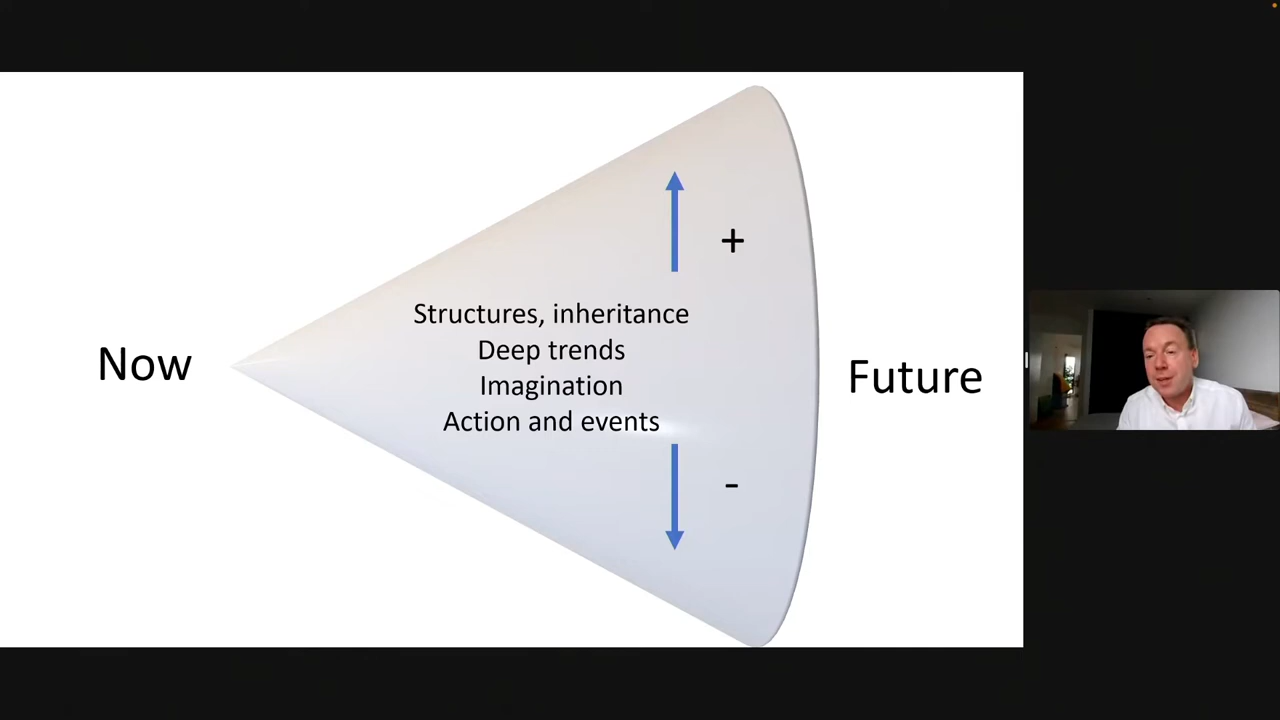 +
Structures, inheritance
Deep trends
Imagination
Action and events
Now
Future
-